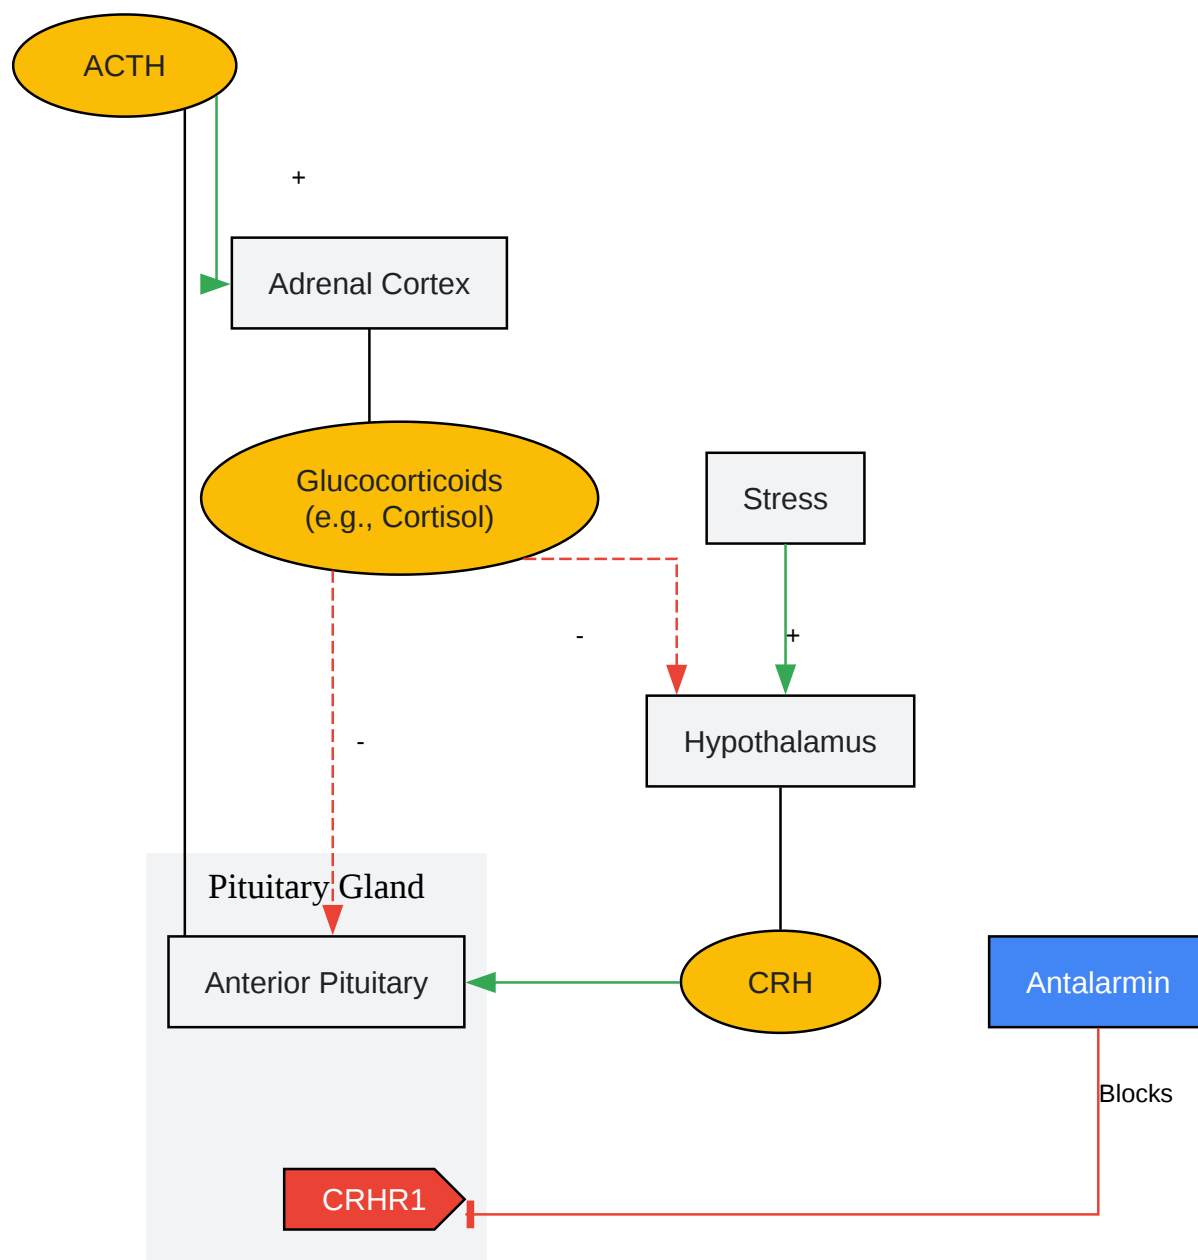 ACTH
+
Adrenal Cortex
Glucocorticoids
(e.g., Cortisol)
Stress
-
+
Hypothalamus
-
Pituitary Gland
Anterior Pituitary
CRH
Antalarmin
Blocks
CRHR1